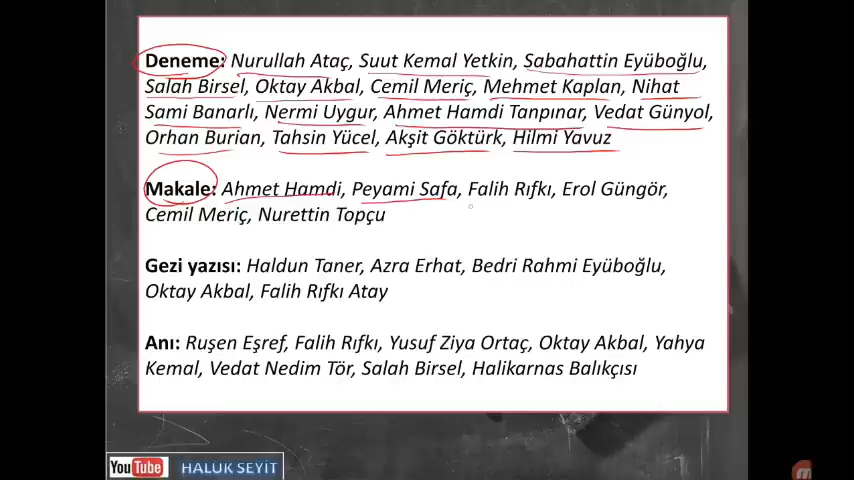 Deneme: Nurullah Ataç, Suut Kemal Yetkin, Sabahattin Eyüboğlu,
Salah Birsel, Oktay Akbal, Cemil Meriç, Mehmet Kaplan, Nihat
Sami Banarlı, Nermi Uygur, Ahmet Hamdi Tanpınar, Vedat Günyol,
Orhan Burian, Tahsin Yücel, Akşit Göktürk, Hilmi Yavuz
Makale: Ahmet Hamdi, Peyami Safa, Falih Rıfkı, Erol Güngör,
Cemil Meriç, Nurettin Topçu
Gezi yazısı: Haldun Taner, Azra Erhat, Bedri Rahmi Eyüboğlu,
Oktay Akbal, Falih Rıfkı Atay
Anı: Ruşen Eşref, Falih Rıfkı, Yusuf Ziya Ortaç, Oktay Akbal, Yahya
Kemal, Vedat Nedim Tör, Salah Birsel, Halikarnas Balıkçısı
YouTube HALUK SEYİT